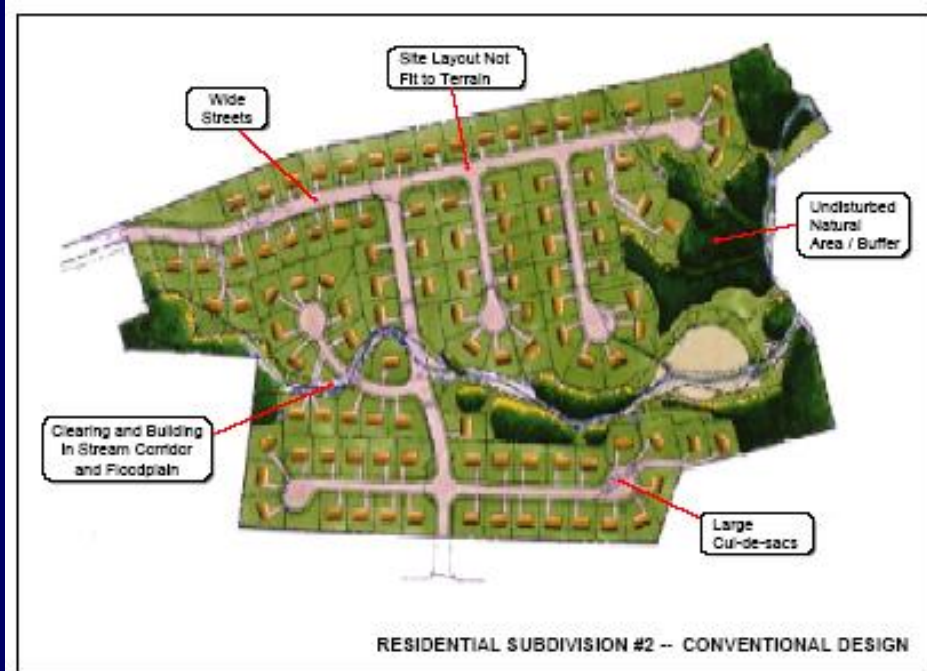 Site Layout Not
Fit to Terrain
Wide
Streets
Undisturbed
Natural
Area / Buffer
Clearing and Building
in Stream Corridor
and Floodplain
Large
Cul-de-sacs
RESIDENTIAL SUBDIVISION #2 -- CONVENTIONAL DESIGN